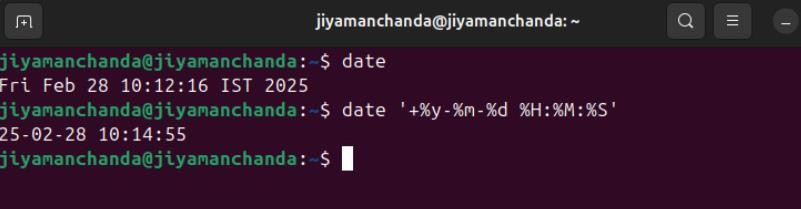 jiyamanchanda@jiyamanchanda: ~
jiyamanchanda@jiyamanchanda:~$ date
Fri Feb 28 10:12:16 IST 2025
jiyamanchanda@jiyamanchanda:~$ date '+%y-%m-%d %H:%M:%S'
25-02-28 10:14:55
jiyamanchanda@jiyamanchanda:~$